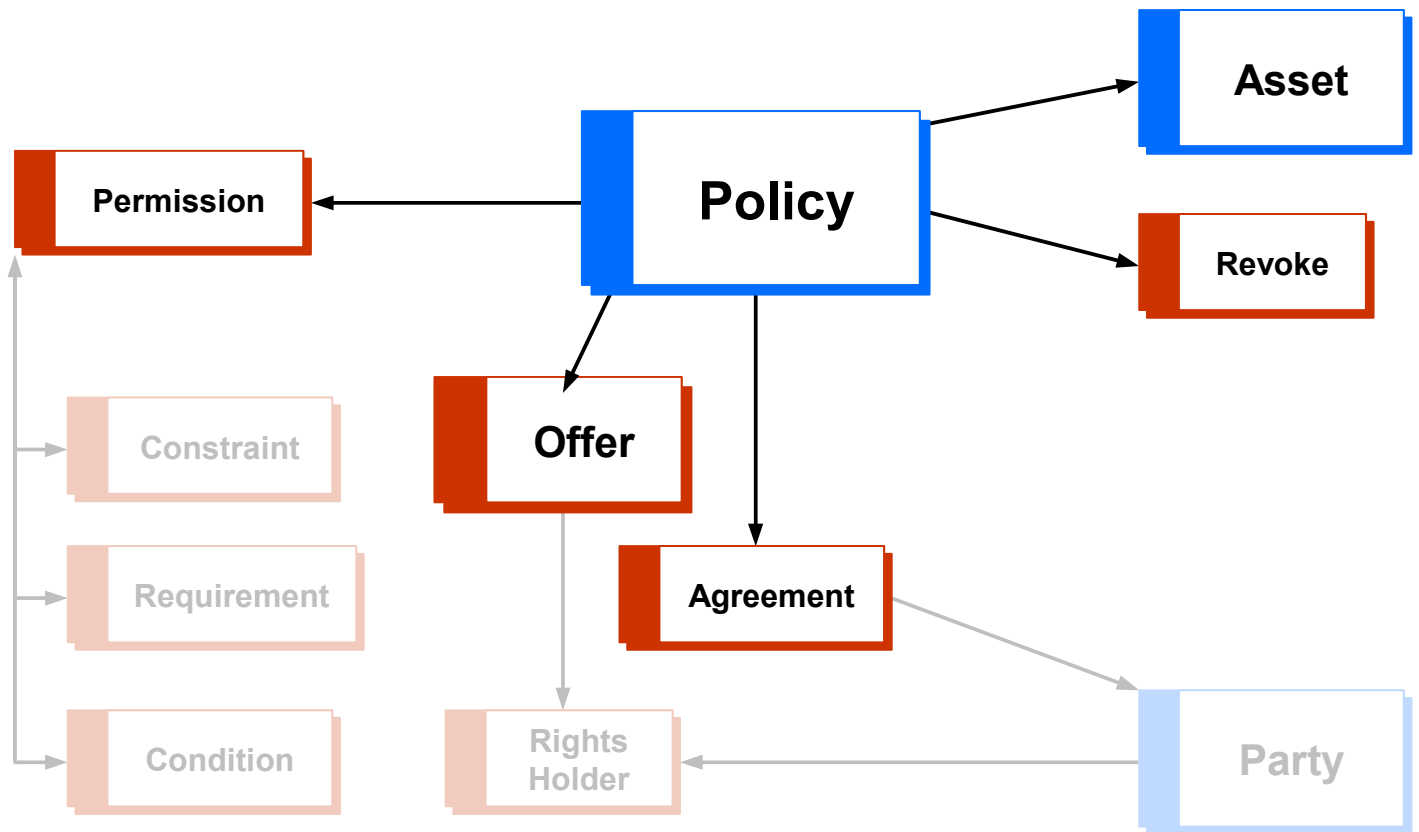 Asset
Policy
Permission
Revoke
Offer
Constraint
Requirement
Agreement
Rights
Holder
Condition
Party